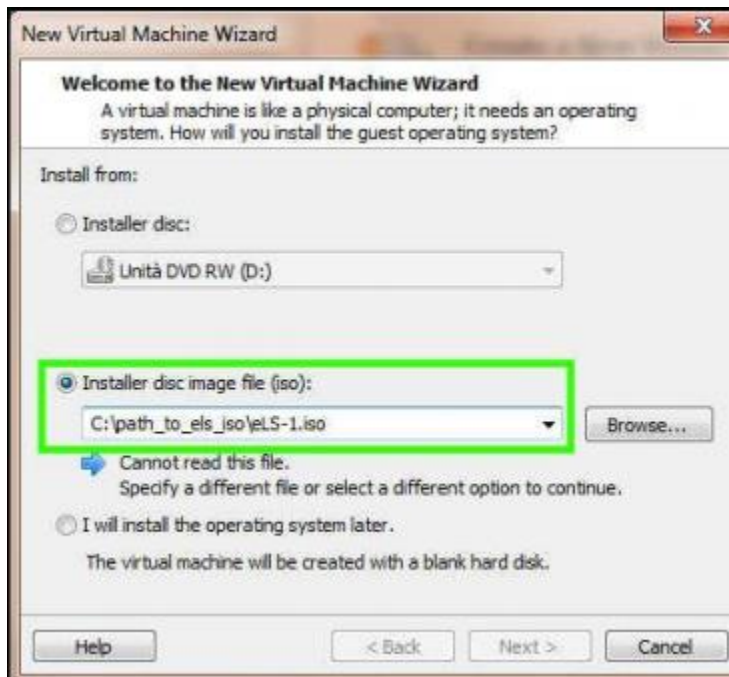 New Virtual Machine Wizard
Welcome to the New Virtual Machine Wizard
A virtual machine is like a physical computer; it needs an operating
system. How will you install the guest operating system?
Install from:
Installer disc:
Unità DVD RW (D:)
Installer disc image file (iso):
C:\path_to_els_iso\eLS-1.iso
Browse...
Cannot read this file.
Specify a different file or select a different option to continue.
I will install the operating system later.
The virtual machine will be created with a blank hard disk.
Help
< Back
Next >
Cancel